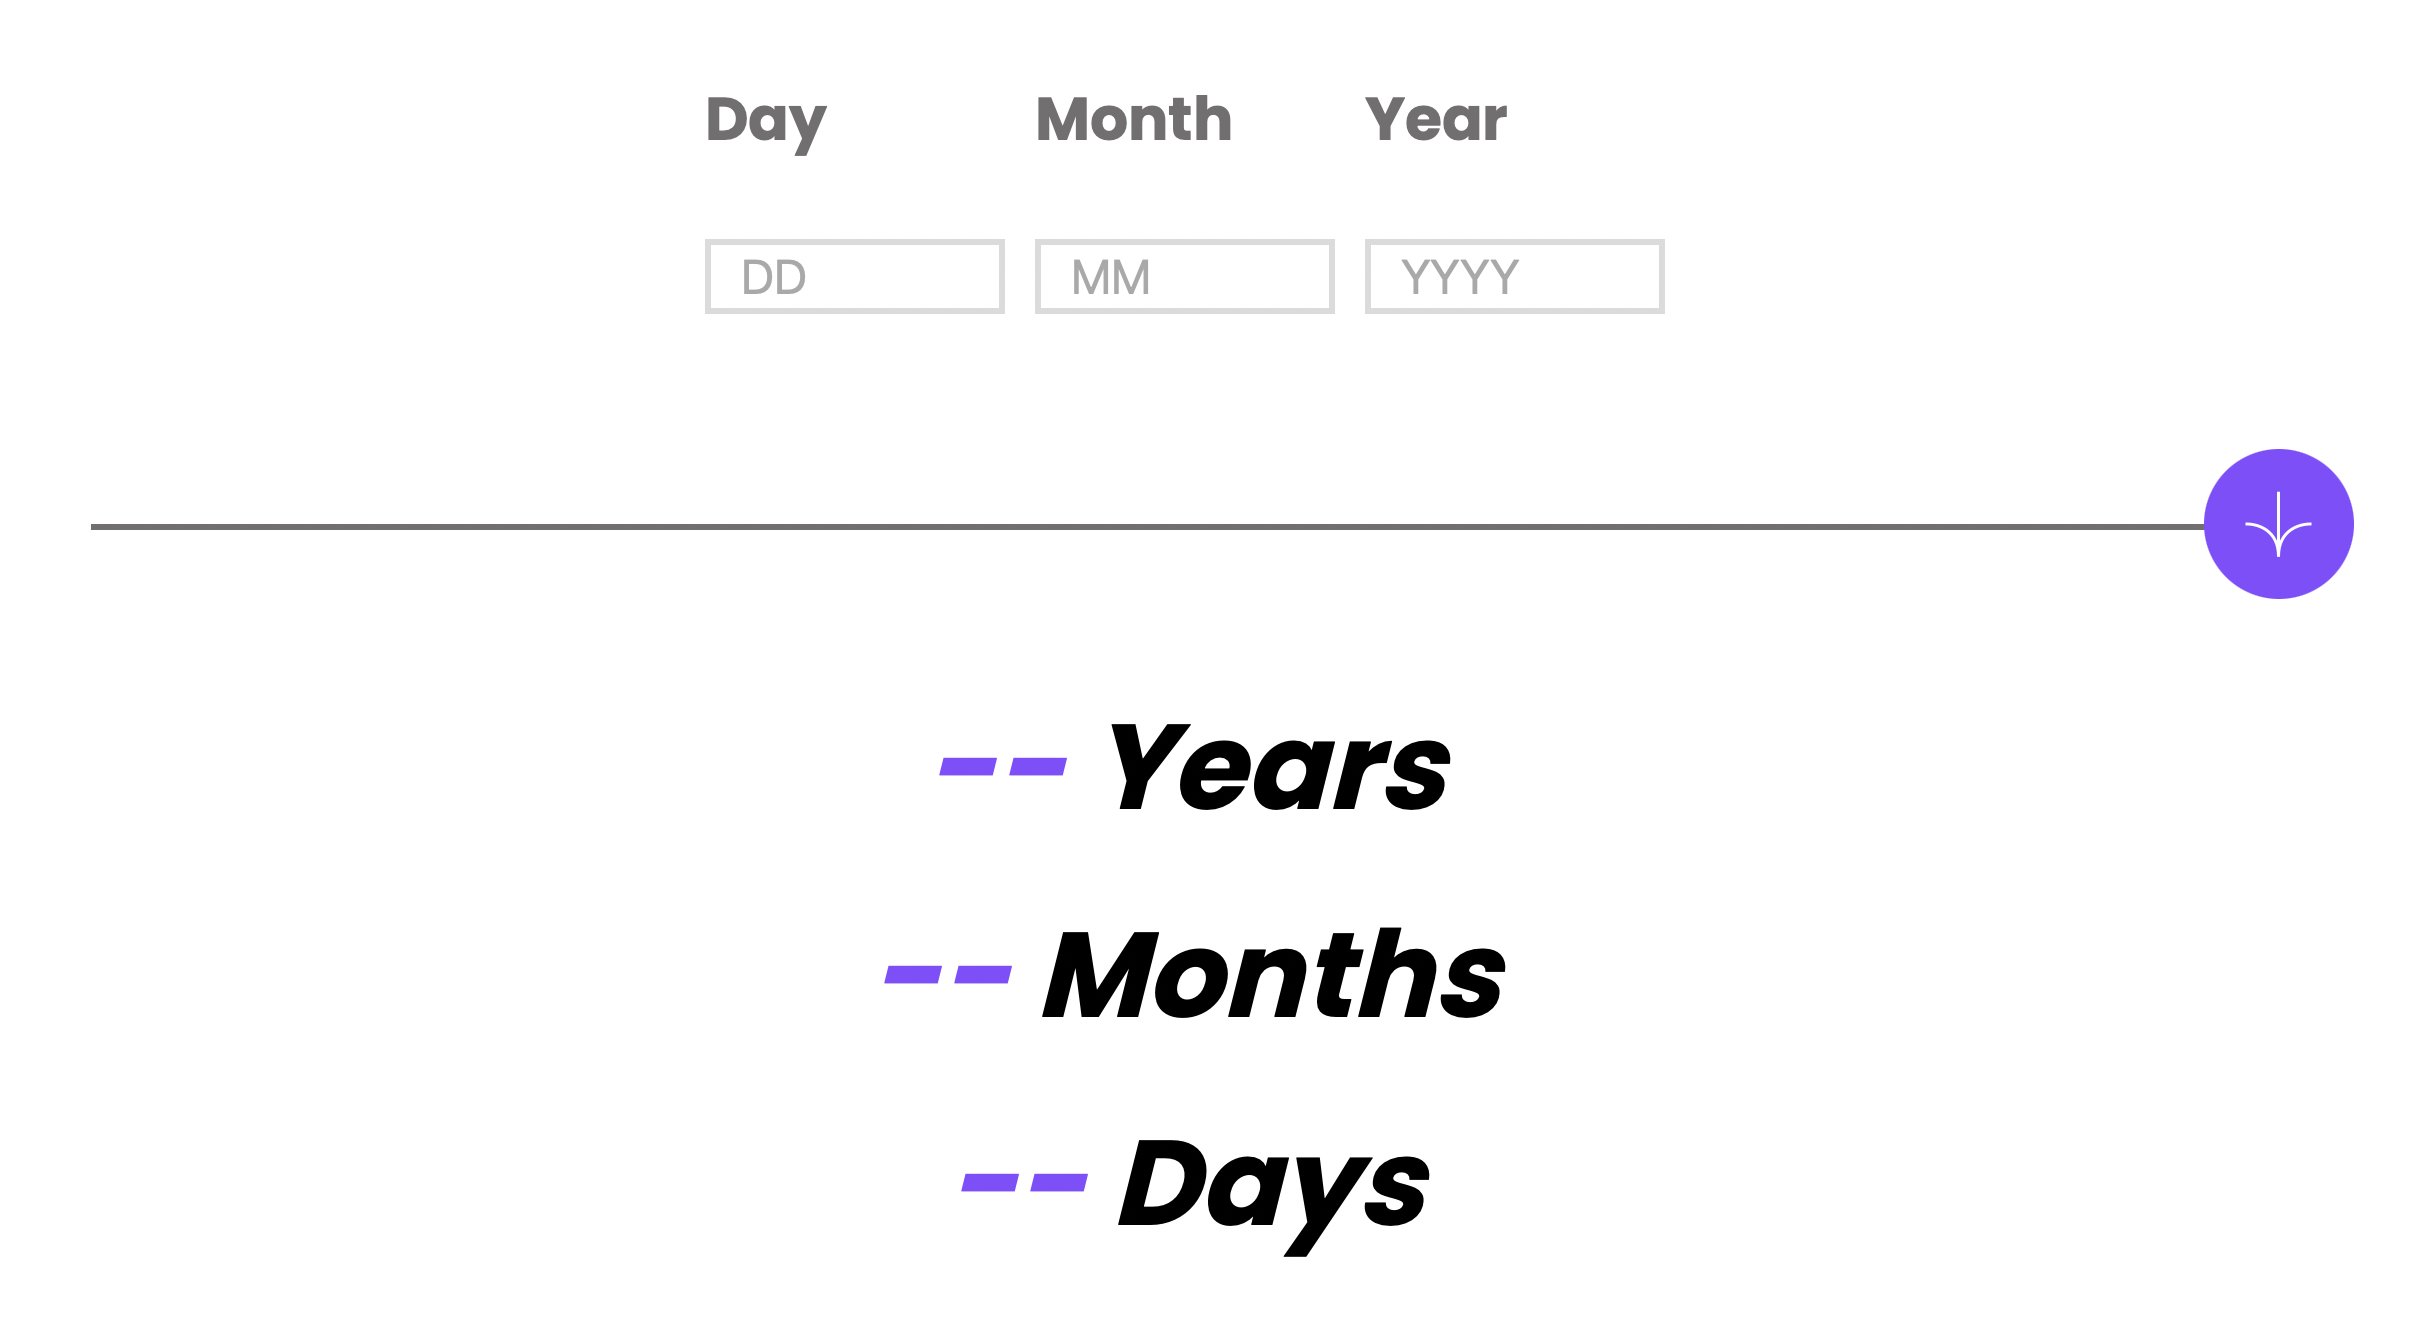 Day Month Year
DD MM YYYY
-- Years
-- Months
-- Days